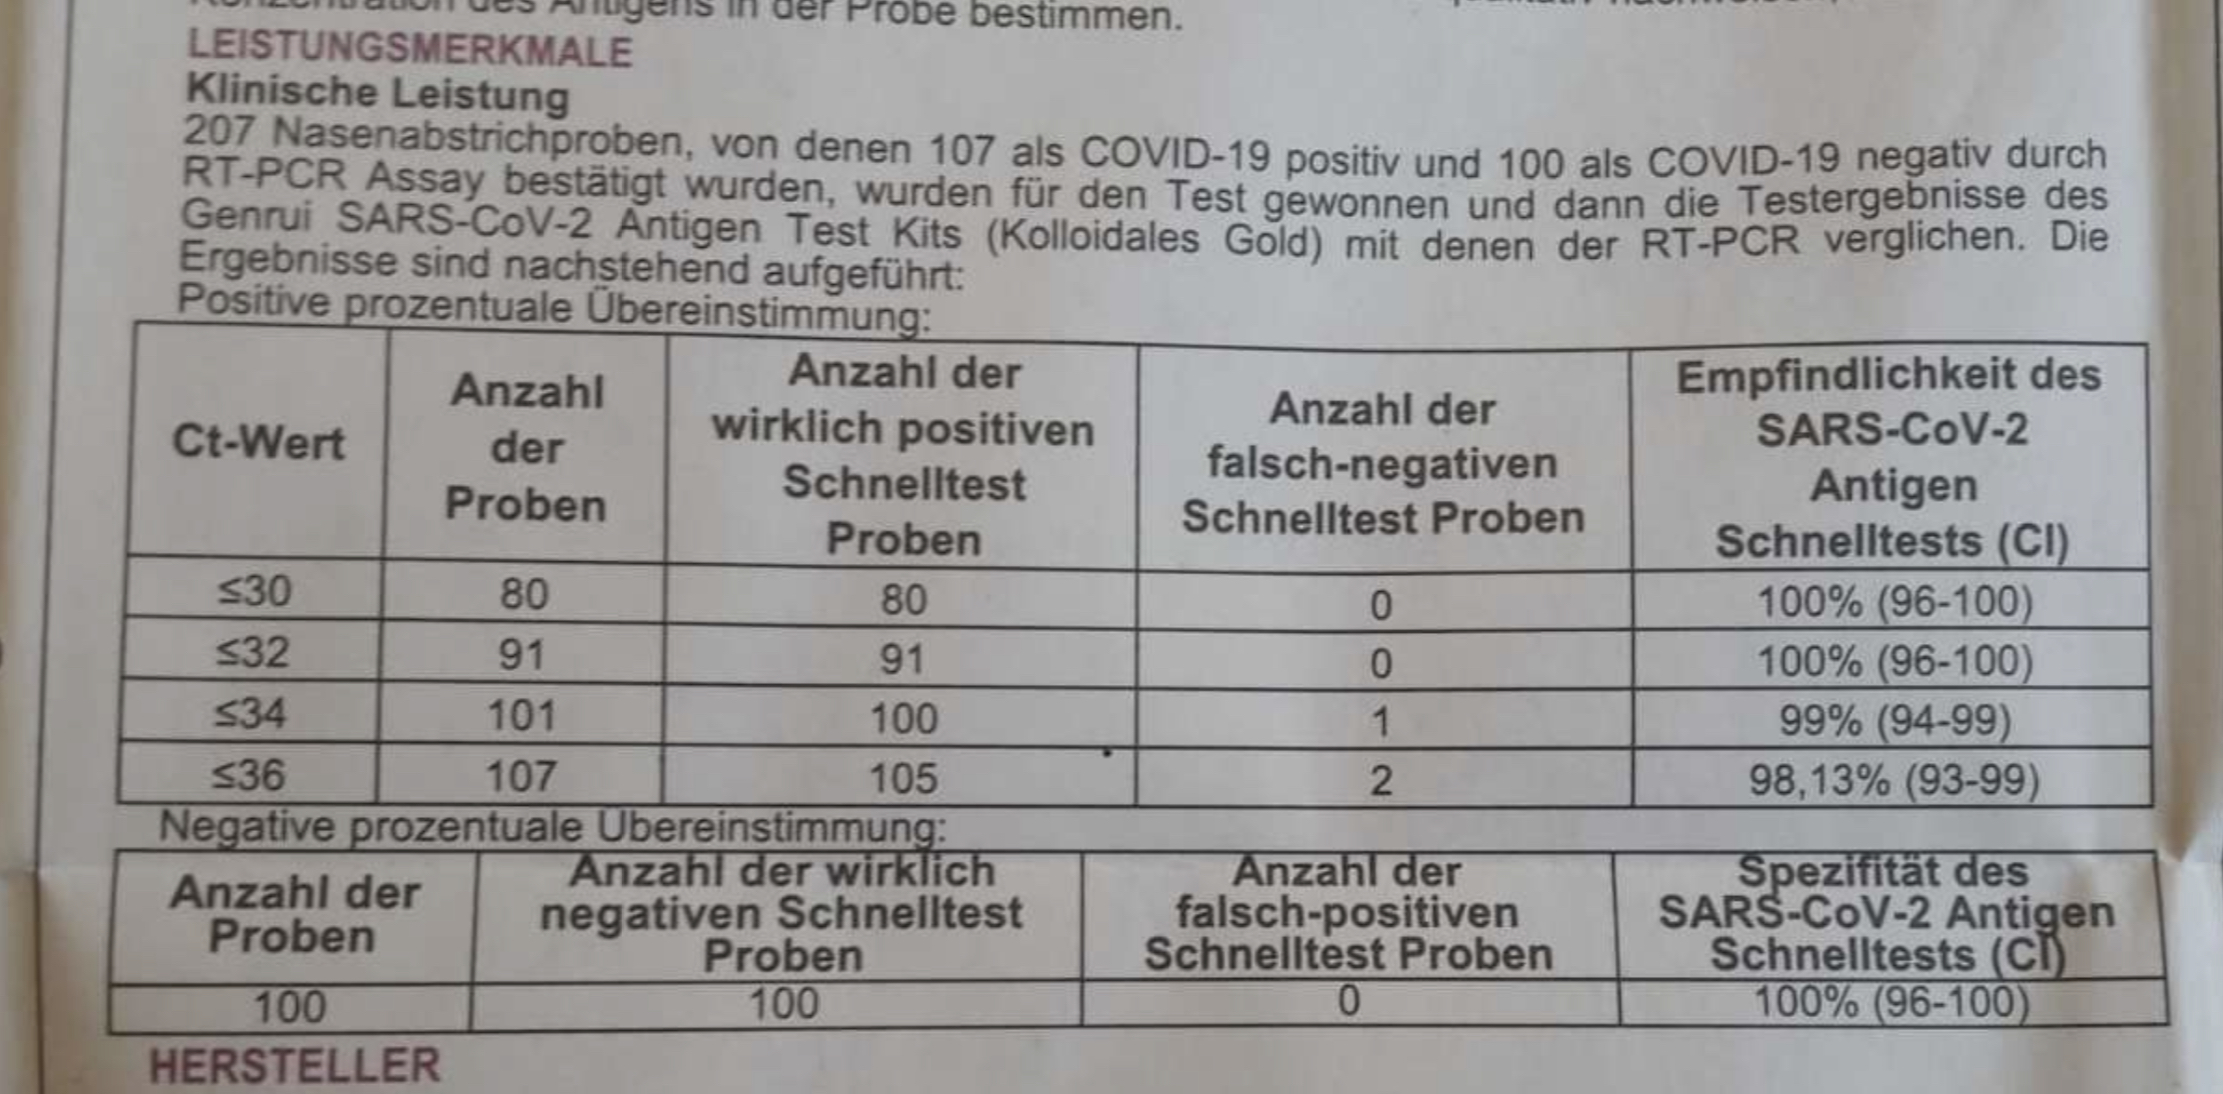 des Antigens in der Probe bestimmen.
LEISTUNGSMERKMALE
Klinische Leistung
207 Nasenabstrichproben, von denen 107 als COVID-19 positiv und 100 als COVID-19 negativ durch
RT-PCR Assay bestätigt wurden, wurden für den Test gewonnen und dann die Testergebnisse des
Genrui SARS-CoV-2 Antigen Test Kits (Kolloidales Gold) mit denen der RT-PCR verglichen. Die
Ergebnisse sind nachstehend aufgeführt:
Positive prozentuale Übereinstimmung:
Ct-Wert
Anzahl
der
Proben
Anzahl der
wirklich positiven
Schnelltest
Proben
Anzahl der
falsch-negativen
Schnelltest Proben
Empfindlichkeit des
SARS-CoV-2
Antigen
Schnelltests (CI)
≤30 80 80 0 100% (96-100)
≤32 91 91 0 100% (96-100)
≤34 101 100 1 99% (94-99)
≤36 107 105 2 98,13% (93-99)
Negative prozentuale Übereinstimmung:
Anzahl der
Proben
Anzahl der wirklich
negativen Schnelltest
Proben
Anzahl der
falsch-positiven
Schnelltest Proben
Spezifität des
SARS-CoV-2 Antigen
Schnelltests (CI)
100 100 0 100% (96-100)
HERSTELLER